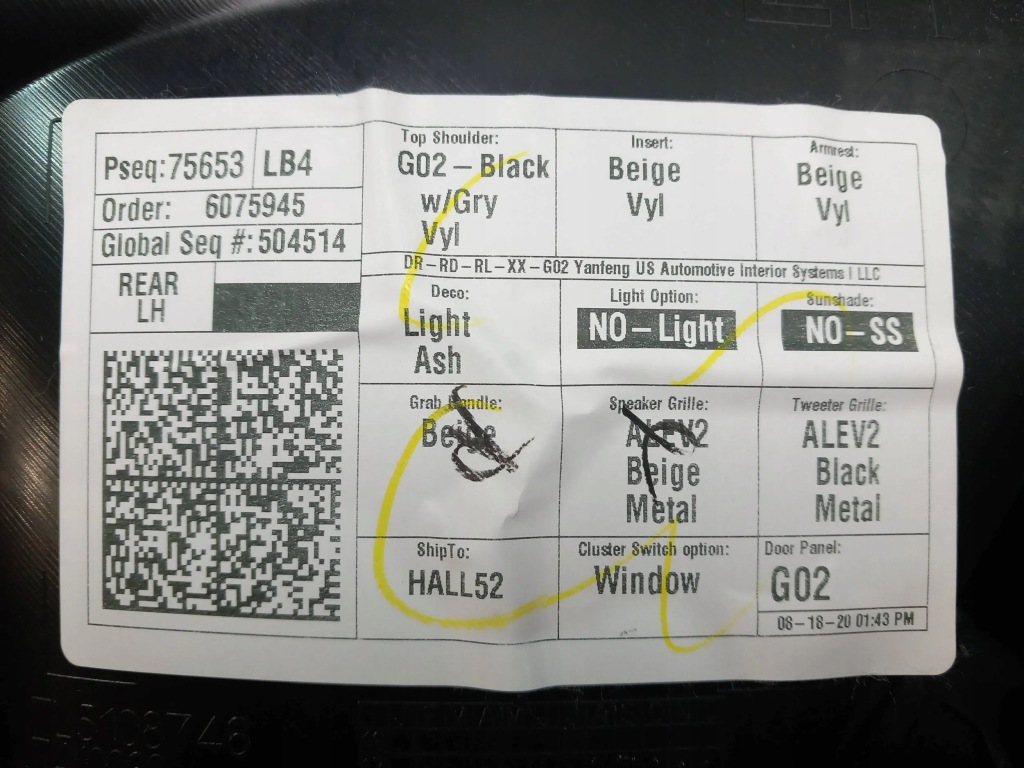 Pseq:75653 LB4
Order: 6075945
Global Seq #: 504514
REAR
LH
Top Shoulder:
G02 – Black
w/Gry
Vyl
Insert:
Beige
Vyl
Armrest:
Beige
Vyl
DR – RD – RL – XX – G02 Yanfeng US Automotive Interior Systems I LLC
Deco:
Light
Ash
Light Option:
NO – Light
Sunshade:
NO – SS
Grab Handle:
Beige
Speaker Grille:
ALEV2
Beige
Metal
Tweeter Grille:
ALEV2
Black
Metal
ShipTo:
HALL52
Cluster Switch option:
Window
Door Panel:
G02
08 – 18 – 20 01:43 PM